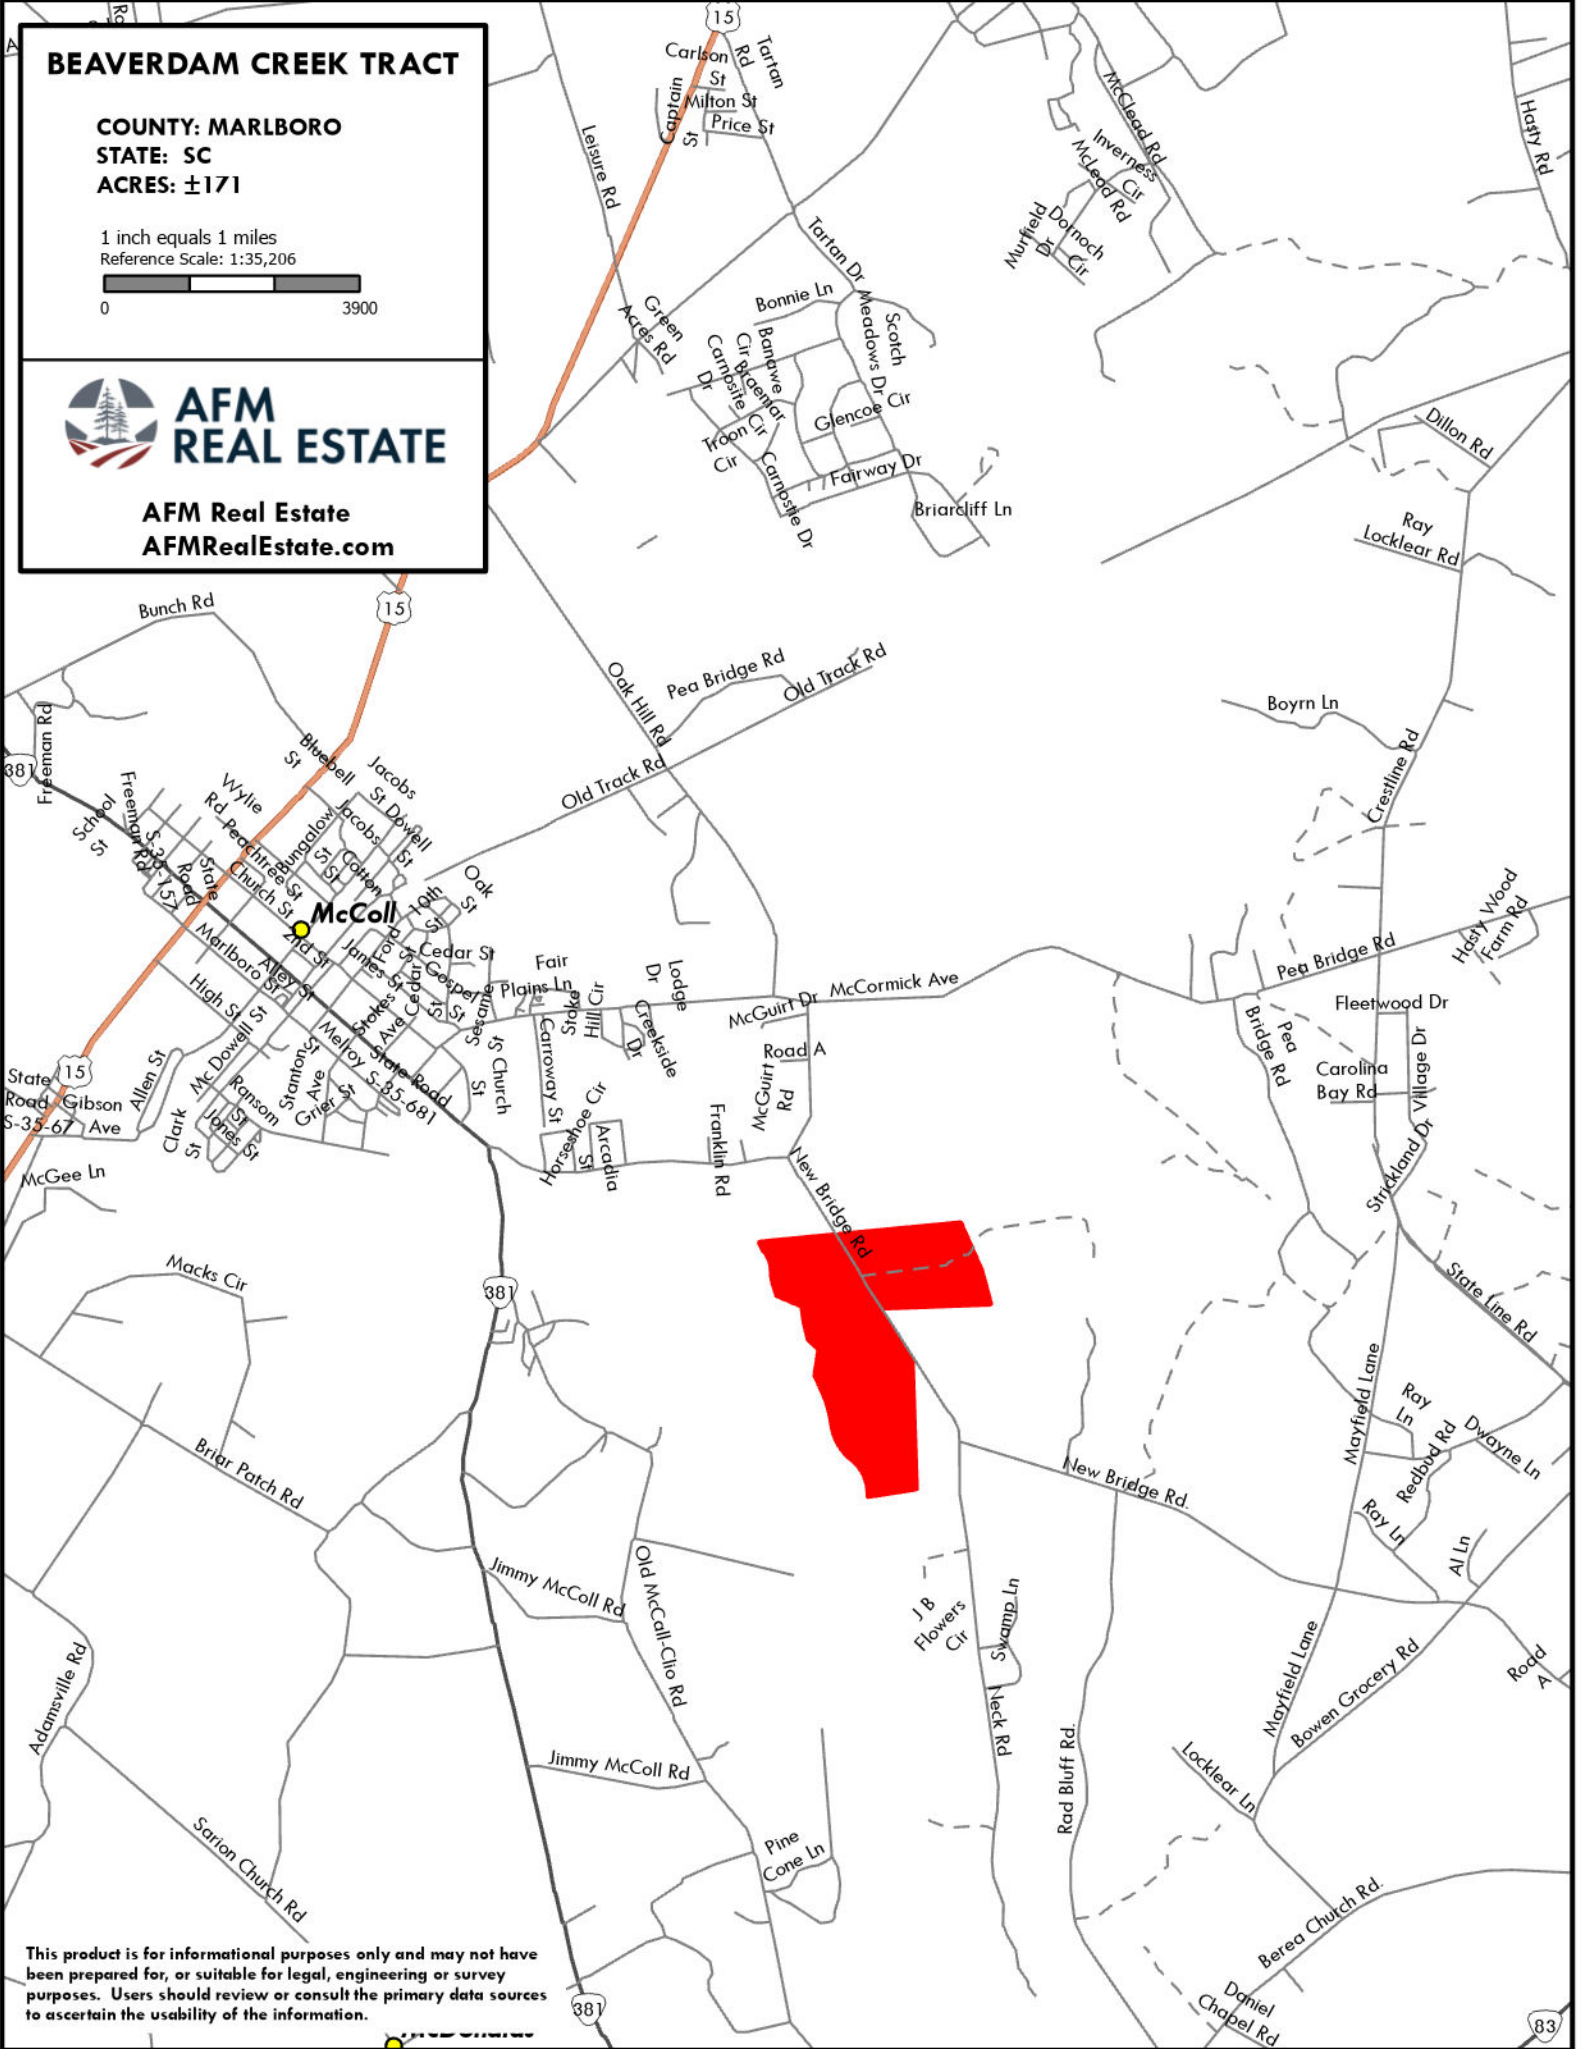 BEAVERDAM CREEK TRACT
COUNTY: MARLBORO
STATE: SC
ACRES: ±171
1 inch equals 1 miles
Reference Scale: 1:35,206
0 3900
AFM
REAL ESTATE
AFM Real Estate
AFMRealEstate.com
15
Carlson
St
Tartan
Rd
Captain
St
Milton St
Price St
Leisure Rd
McClead Rd
Inverness
Cir
McLeod Rd
Dornoch
Cir
Murfield
Dr
Hasty Rd
Tartan Dr
Bonnie Ln
Meadows Dr
Scotch
Green
Acres Rd
Banawe
Cir
Braemar
Cir
Carnosite
Dr
Troon
Cir
Glencoe Cir
Carnostie Dr
Fairway Dr
Briarcliff Ln
Dillon Rd
Ray
Locklear Rd
Bunch Rd
15
Oak Hill Rd
Pea Bridge Rd
Old Track Rd
Old Track Rd
Boyrn Ln
Crestline Rd
381
Freeman Rd
School
St
Freeman Rd
S-35-157
State
Road
Wylie
Rd
Peachtree St
Church St
Bluebell
St
Jacobs
St
Dowell
St
Jacobs
St
Bungalow
St
Cotton
McColl
10th
St
Oak
St
2nd St
James St
Ford
St
Cedar St
Gospel
St
Marlboro
St
Alley St
High St
Stokes
Ave
Cedar
St
Sesame
St
Fair
Plains Ln
Stoke
Hill Cir
Lodge
Dr
Creekside
Dr
McGuirt Dr
McCormick Ave
Pea Bridge Rd
Hasty Wood
Farm Rd
Fleetwood Dr
Pea
Bridge Rd
Carolina
Bay Rd
Village Dr
Strickland Dr
Road A
McGuirt
Rd
15
State
Road
S-35-67
Gibson
Ave
Allen St
Mc Dowell St
Clark
St
Ransom
St
Jones St
Stanton
Ave
Grier St
Melroy
St
State Road
S-35-681
Church
St
Carroway St
Horseshoe Cir
Arcadia
St
Franklin Rd
McGee Ln
New Bridge Rd
Macks Cir
381
State Line Rd
Mayfield Lane
Ray
Ln
Redbud Rd
Dwayne Ln
Ray Ln
Al Ln
Briar Patch Rd
New Bridge Rd.
Jimmy McColl Rd
Old McCall-Clio Rd
J B
Flowers
Cir
Swamp Ln
Neck Rd
Rad Bluff Rd.
Mayfield Lane
Bowen Grocery Rd
Road
A
Adamsville Rd
Jimmy McColl Rd
Locklear Ln
Sarion Church Rd
Pine
Cone Ln
Berea Church Rd.
Daniel
Chapel Rd
381
83
This product is for informational purposes only and may not have
been prepared for, or suitable for legal, engineering or survey
purposes. Users should review or consult the primary data sources
to ascertain the usability of the information.